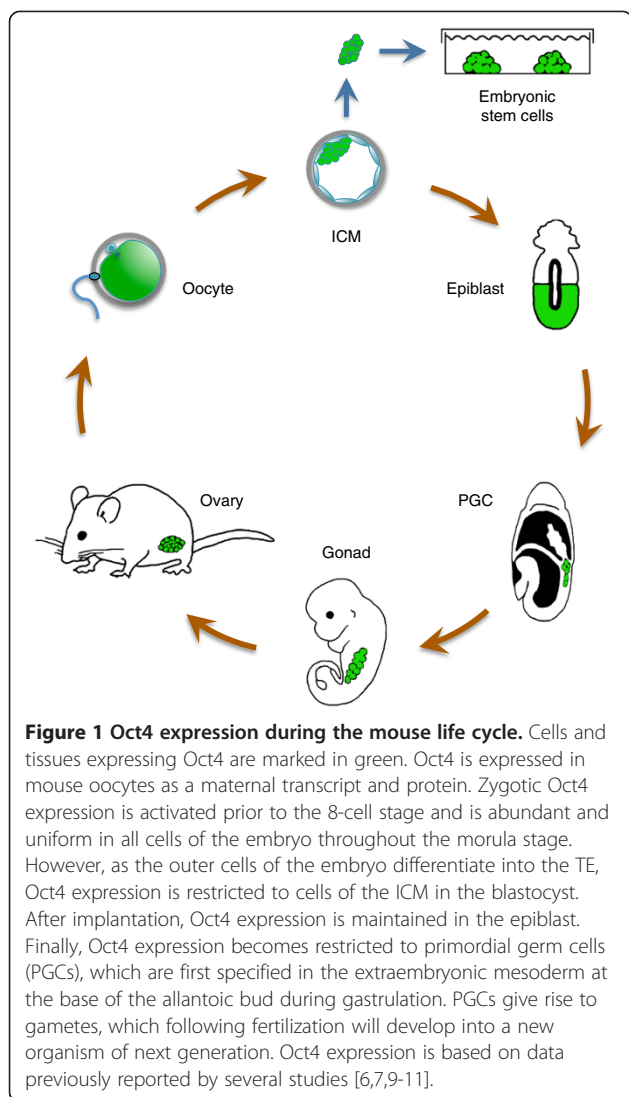 Embryonic
stem cells
ICM
Oocyte
Epiblast
Ovary
PGC
Gonad
Figure 1 Oct4 expression during the mouse life cycle. Cells and
tissues expressing Oct4 are marked in green. Oct4 is expressed in
mouse oocytes as a maternal transcript and protein. Zygotic Oct4
expression is activated prior to the 8-cell stage and is abundant and
uniform in all cells of the embryo throughout the morula stage.
However, as the outer cells of the embryo differentiate into the TE,
Oct4 expression is restricted to cells of the ICM in the blastocyst.
After implantation, Oct4 expression is maintained in the epiblast.
Finally, Oct4 expression becomes restricted to primordial germ cells
(PGCs), which are first specified in the extraembryonic mesoderm at
the base of the allantoic bud during gastrulation. PGCs give rise to
gametes, which following fertilization will develop into a new
organism of next generation. Oct4 expression is based on data
previously reported by several studies [6,7,9-11].